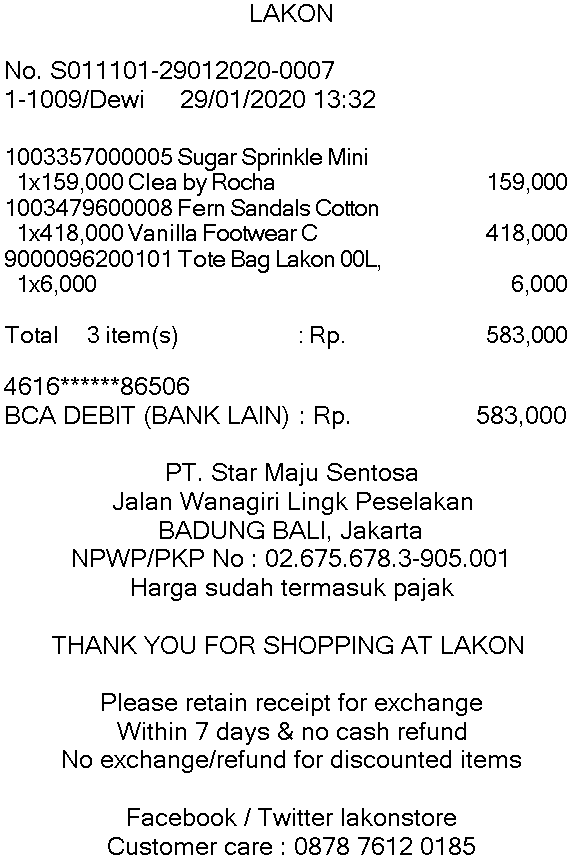 LAKON
No. S011101-29012020-0007
1-1009/Dewi 29/01/2020 13:32
1003357000005 Sugar Sprinkle Mini
1x159,000 Clea by Rocha 159,000
1003479600008 Fern Sandals Cotton
1x418,000 Vanilla Footwear C 418,000
9000096200101 Tote Bag Lakon 00L,
1x6,000 6,000
Total 3 item(s) : Rp. 583,000
4616******86506
BCA DEBIT (BANK LAIN) : Rp. 583,000
PT. Star Maju Sentosa
Jalan Wanagiri Lingk Peselakan
BADUNG BALI, Jakarta
NPWP/PKP No : 02.675.678.3-905.001
Harga sudah termasuk pajak
THANK YOU FOR SHOPPING AT LAKON
Please retain receipt for exchange
Within 7 days & no cash refund
No exchange/refund for discounted items
Facebook / Twitter lakonstore
Customer care : 0878 7612 0185